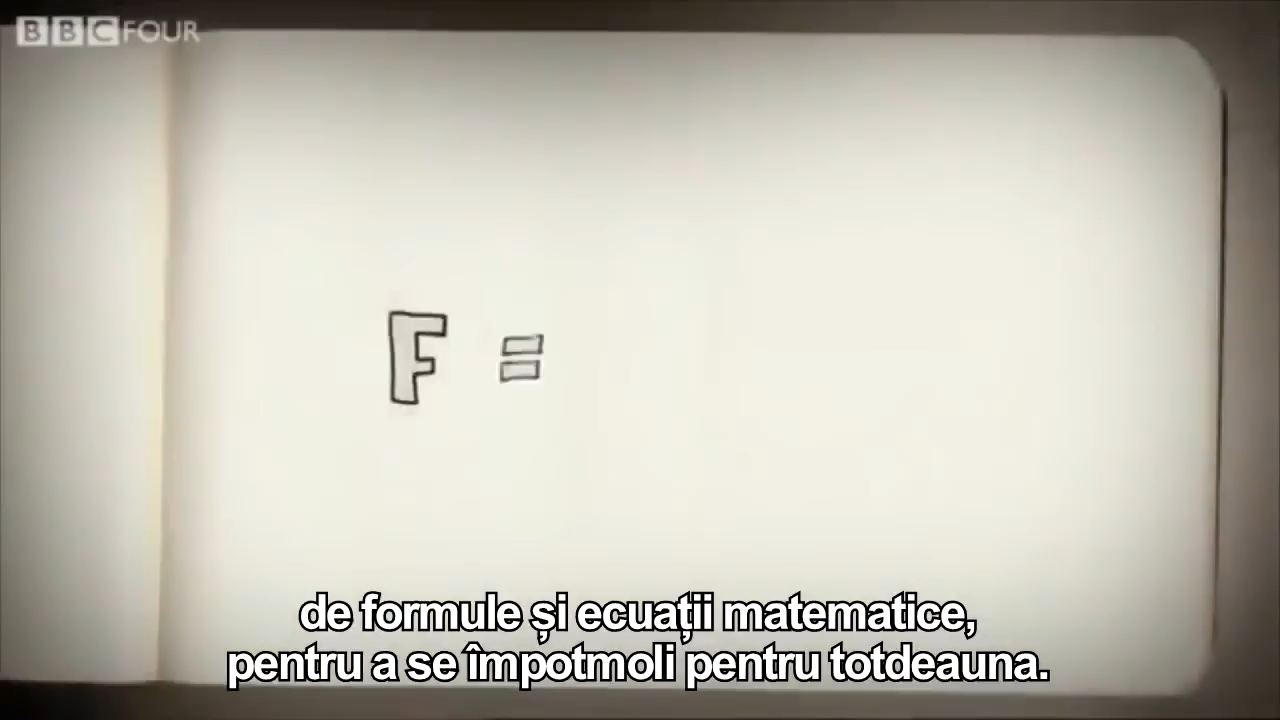 BBC FOUR
F =
de formule și ecuații matematice,
pentru a se împotmoli pentru totdeauna.